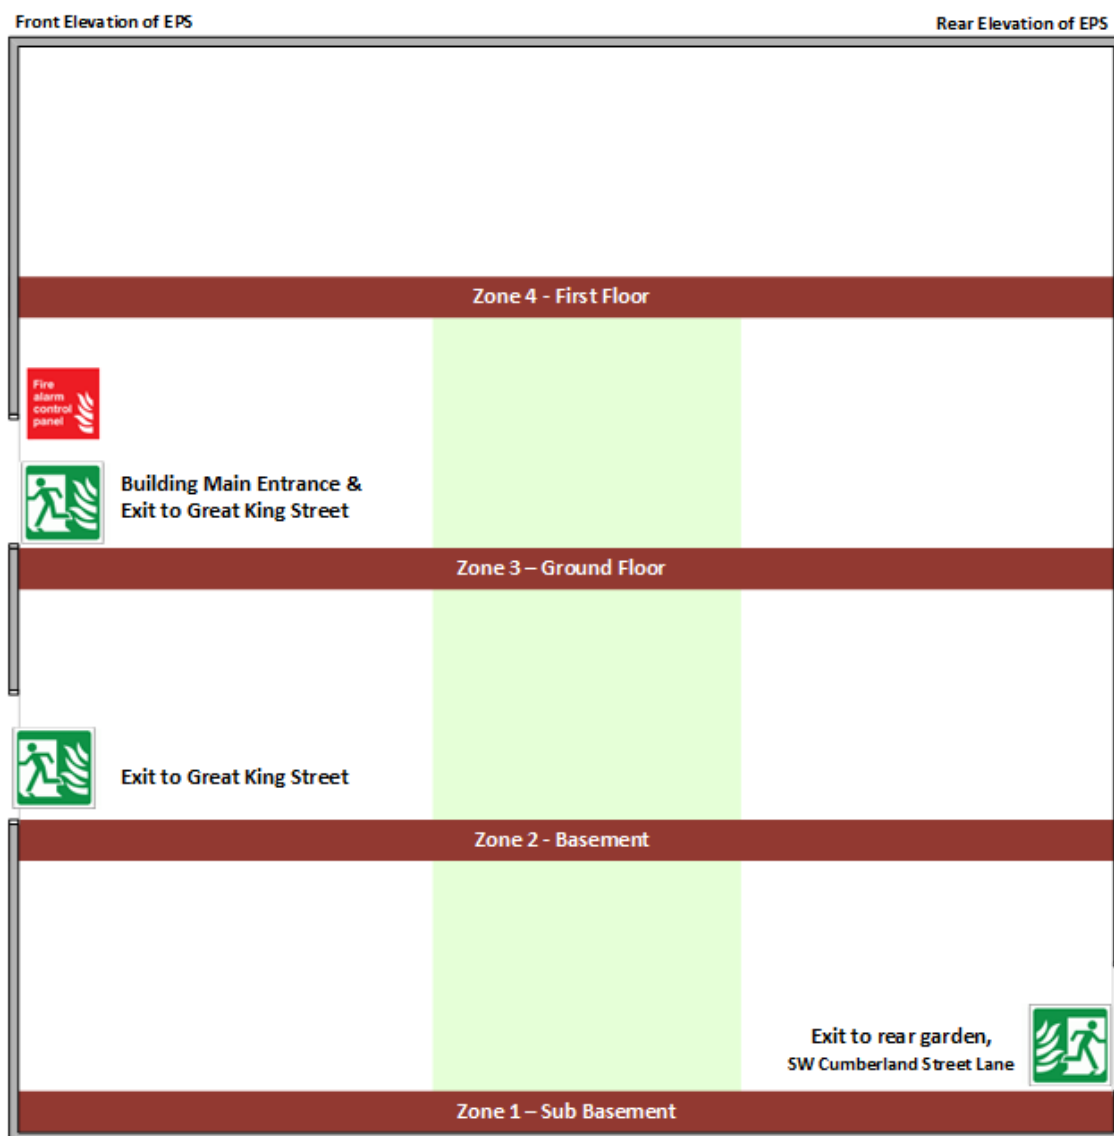 Front Elevation of EPS
Rear Elevation of EPS
Zone 4 - First Floor
Fire
alarm
control
panel
Building Main Entrance &
Exit to Great King Street
Zone 3 – Ground Floor
Exit to Great King Street
Zone 2 - Basement
Exit to rear garden,
SW Cumberland Street Lane
Zone 1 – Sub Basement